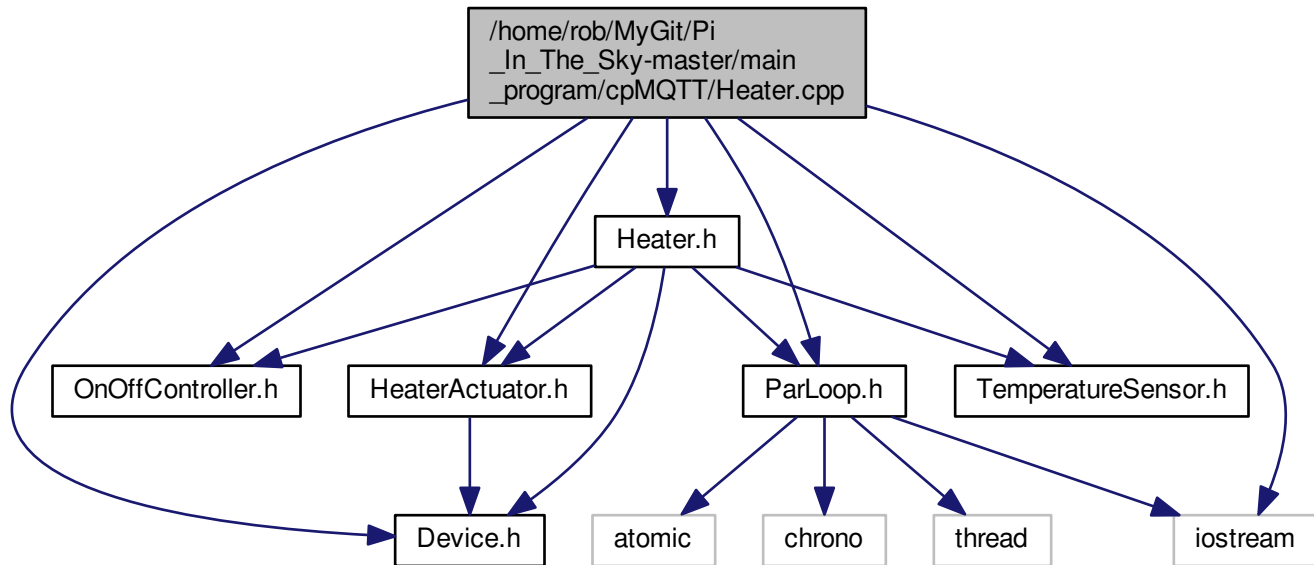 /home/rob/MyGit/Pi
_In_The_Sky-master/main
_program/cpMQTT/Heater.cpp
Heater.h
OnOffController.h
HeaterActuator.h
ParLoop.h
TemperatureSensor.h
Device.h
atomic
chrono
thread
iostream